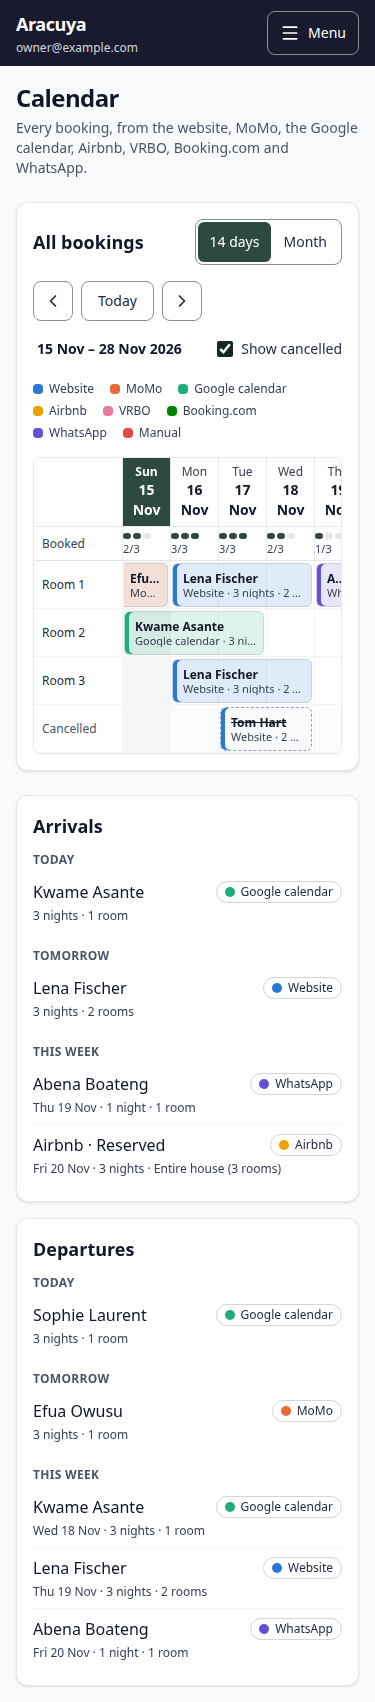 Aracuya
owner@example.com
Menu
Calendar
Every booking, from the website, MoMo, the Google
calendar, Airbnb, VRBO, Booking.com and
WhatsApp.
All bookings
14 days
Month
Today
15 Nov – 28 Nov 2026
Show cancelled
Website
MoMo
Google calendar
Airbnb
VRBO
Booking.com
WhatsApp
Manual
Sun 15 Nov
Mon 16 Nov
Tue 17 Nov
Wed 18 Nov
Booked
2/3
3/3
3/3
2/3
1/3
Room 1
Efu...
Mo...
Lena Fischer
Website · 3 nights · 2 ...
A...
Room 2
Kwame Asante
Google calendar · 3 ni...
Room 3
Lena Fischer
Website · 3 nights · 2 ...
Cancelled
Tom Hart
Website · 2 ...
Arrivals
TODAY
Kwame Asante
Google calendar
3 nights · 1 room
TOMORROW
Lena Fischer
Website
3 nights · 2 rooms
THIS WEEK
Abena Boateng
WhatsApp
Thu 19 Nov · 1 night · 1 room
Airbnb · Reserved
Airbnb
Fri 20 Nov · 3 nights · Entire house (3 rooms)
Departures
TODAY
Sophie Laurent
Google calendar
3 nights · 1 room
TOMORROW
Efua Owusu
MoMo
3 nights · 1 room
THIS WEEK
Kwame Asante
Google calendar
Wed 18 Nov · 3 nights · 1 room
Lena Fischer
Website
Thu 19 Nov · 3 nights · 2 rooms
Abena Boateng
WhatsApp
Fri 20 Nov · 1 night · 1 room